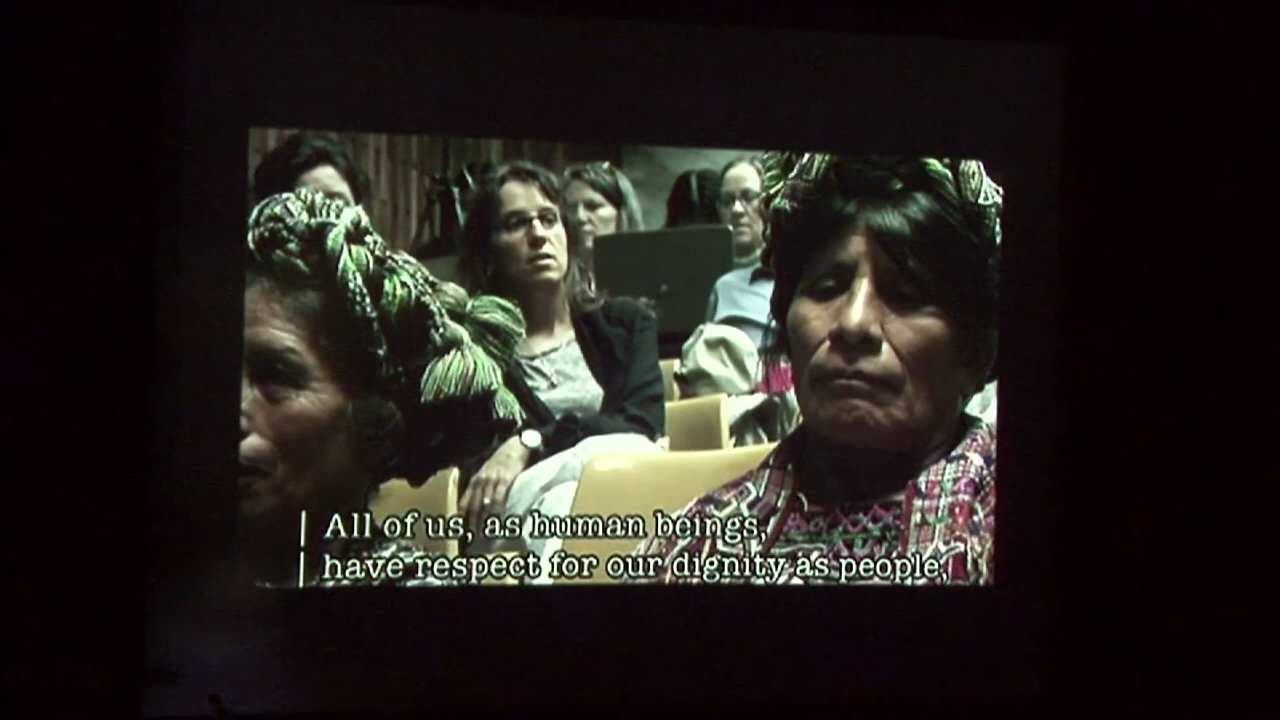 All of us, as human beings,
have respect for our dignity as people,